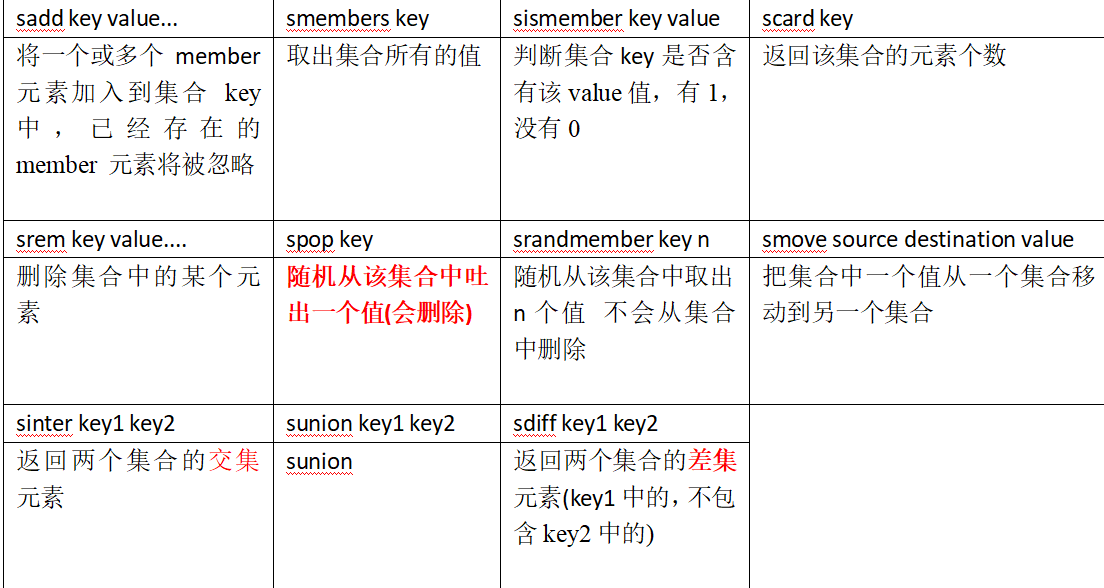 sadd key value...
smembers key
sismember key value
scard key
将一个或多个 member
元素加入到集合 key
中，已经存在的
member 元素将被忽略
取出集合所有的值
判断集合 key 是否含
有该 value 值，有 1，
没有 0
返回该集合的元素个数
srem key value....
spop key
srandmember key n
smove source destination value
删除集合中的某个元
素
随机从该集合中吐
出一个值(会删除)
随机从该集合中取出
n 个值 不会从集合
中删除
把集合中一个值从一个集合移
动到另一个集合
sinter key1 key2
sunion key1 key2
sdiff key1 key2
返回两个集合的交集
元素
sunion
返回两个集合的差集
元素(key1 中的，不包
含 key2 中的)